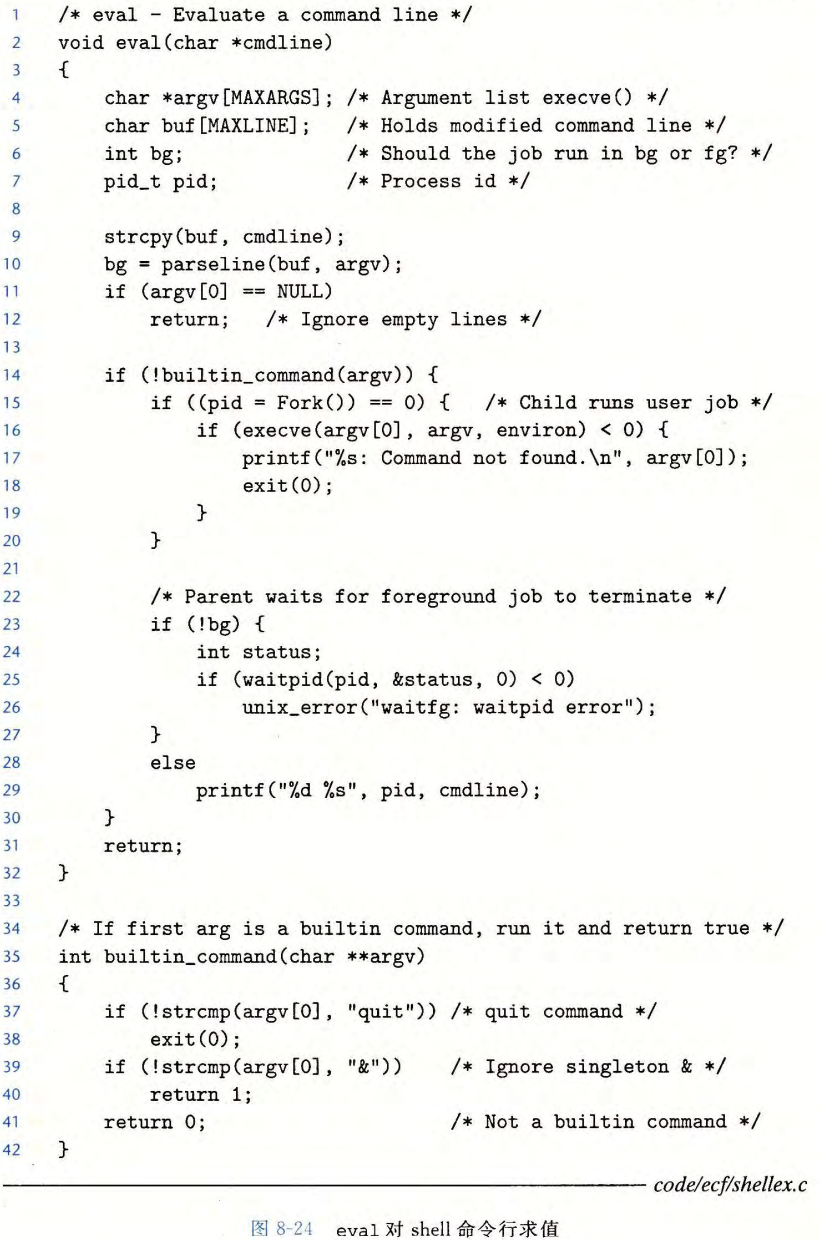 1 /* eval - Evaluate a command line */
2 void eval(char *cmdline)
3 {
4     char *argv[MAXARGS]; /* Argument list execve() */
5     char buf[MAXLINE];   /* Holds modified command line */
6     int bg;              /* Should the job run in bg or fg? */
7     pid_t pid;           /* Process id */
8
9     strcpy(buf, cmdline);
10     bg = parseline(buf, argv);
11     if (argv[0] == NULL)
12         return;   /* Ignore empty lines */
13
14     if (!builtin_command(argv)) {
15         if ((pid = Fork()) == 0) {   /* Child runs user job */
16             if (execve(argv[0], argv, environ) < 0) {
17                 printf("%s: Command not found.\n", argv[0]);
18                 exit(0);
19             }
20         }
21
22         /* Parent waits for foreground job to terminate */
23         if (!bg) {
24             int status;
25             if (waitpid(pid, &status, 0) < 0)
26                 unix_error("waitfg: waitpid error");
27         }
28         else
29             printf("%d %s", pid, cmdline);
30     }
31     return;
32 }
33
34 /* If first arg is a builtin command, run it and return true */
35 int builtin_command(char **argv)
36 {
37     if (!strcmp(argv[0], "quit")) /* quit command */
38         exit(0);
39     if (!strcmp(argv[0], "&"))    /* Ignore singleton & */
40         return 1;
41     return 0;                     /* Not a builtin command */
42 }
code/ecf/shellex.c
图 8-24 eval 对 shell 命令行求值